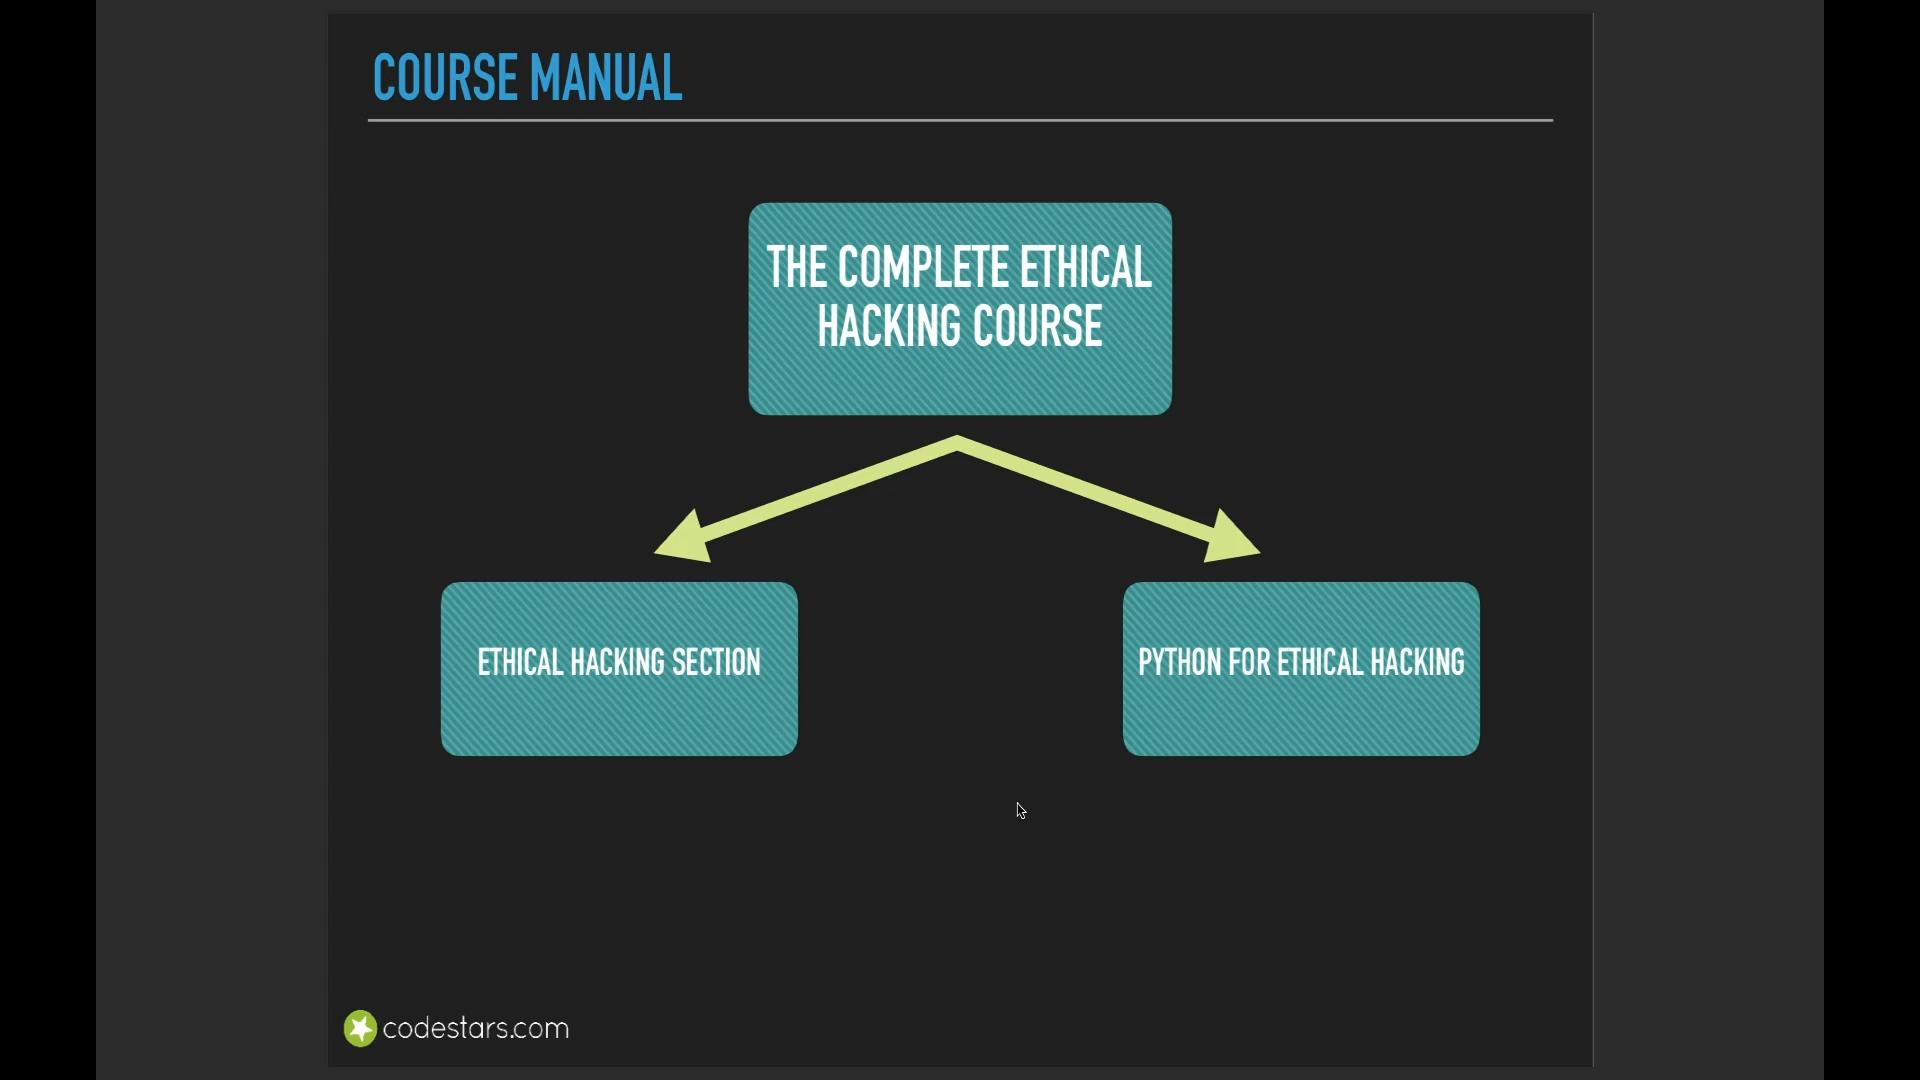 COURSE MANUAL
THE COMPLETE ETHICAL
HACKING COURSE
ETHICAL HACKING SECTION
PYTHON FOR ETHICAL HACKING
codestars.com